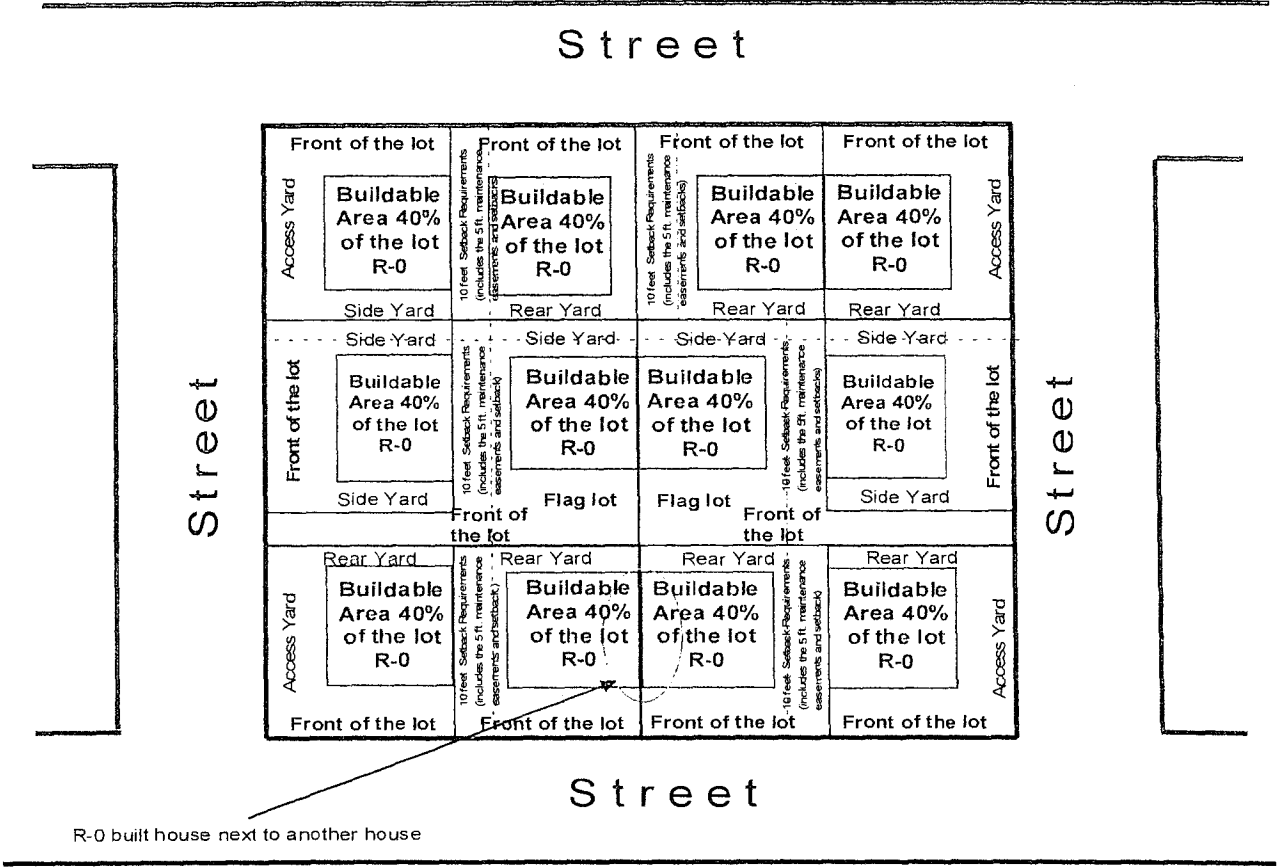 Street
Front of the lot
Front of the lot
Front of the lot
Front of the lot
Access Yard
Buildable
Area 40%
of the lot
R-0
Side Yard
10 feet Setback Requirements
(includes the 5 ft. maintenance
easements and setbacks)
Buildable
Area 40%
of the lot
R-0
Rear Yard
10 feet Setback Requirements
(includes the 5 ft. maintenance
easements and setbacks)
Buildable
Area 40%
of the lot
R-0
Rear Yard
Buildable
Area 40%
of the lot
R-0
Rear Yard
Access Yard
Street
Front of the lot
Side Yard
Buildable
Area 40%
of the lot
R-0
Side Yard
10 feet Setback Requirements
(includes the 5 ft. maintenance
easements and setback)
Side Yard
Buildable
Area 40%
of the lot
R-0
Flag lot
Front of
the lot
Side Yard
Buildable
Area 40%
of the lot
R-0
Flag lot
Front of
the lot
10 feet Setback Requirements
(includes the 5ft. maintenance
easements and setbacks)
Side Yard
Buildable
Area 40%
of the lot
R-0
Side Yard
Front of the lot
Street
Access Yard
Rear Yard
Buildable
Area 40%
of the lot
R-0
Front of the lot
10 feet Setback Requirements
(includes the 5 ft. maintenance
easements and setback)
Rear Yard
Buildable
Area 40%
of the lot
R-0
Front of the lot
Rear Yard
Buildable
Area 40%
of the lot
R-0
Front of the lot
10 feet Setback Requirements
(includes the 5 ft. maintenance
easements and setback)
Rear Yard
Buildable
Area 40%
of the lot
R-0
Front of the lot
Access Yard
Street
R-0 built house next to another house